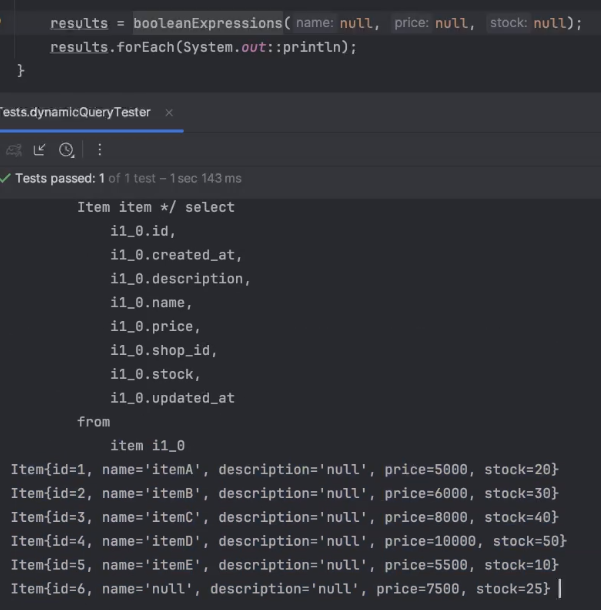 results = booleanExpressions( name: null, price: null, stock: null);
results.forEach(System.out::println);
}
Tests.dynamicQueryTester ×
Tests passed: 1 of 1 test – 1 sec 143 ms
Item item */ select
i1_0.id,
i1_0.created_at,
i1_0.description,
i1_0.name,
i1_0.price,
i1_0.shop_id,
i1_0.stock,
i1_0.updated_at
from
item i1_0
Item{id=1, name='itemA', description='null', price=5000, stock=20}
Item{id=2, name='itemB', description='null', price=6000, stock=30}
Item{id=3, name='itemC', description='null', price=8000, stock=40}
Item{id=4, name='itemD', description='null', price=10000, stock=50}
Item{id=5, name='itemE', description='null', price=5500, stock=10}
Item{id=6, name='null', description='null', price=7500, stock=25}